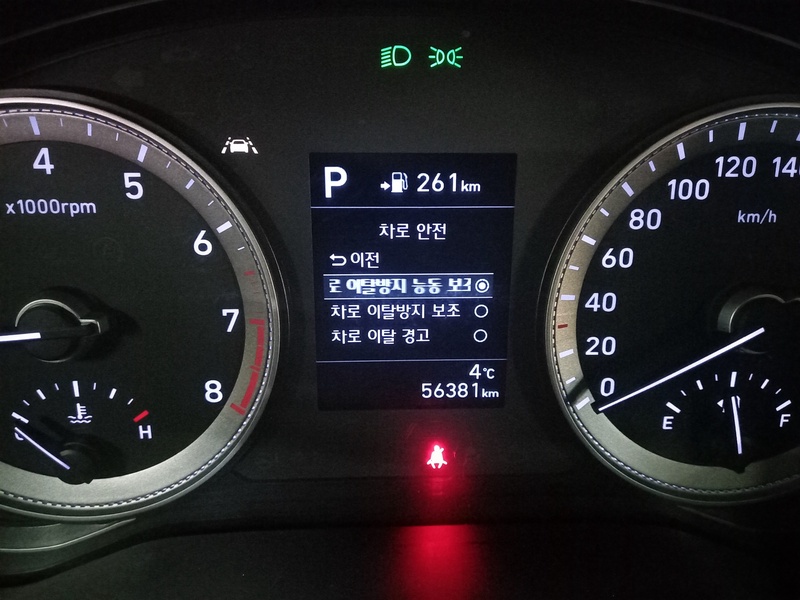 4
5
6
7
8
x1000rpm
H
P 261km
차로 안전
이전
로 이탈방지 능동 보조
차로 이탈방지 보조
차로 이탈 경고
4℃
56381km
0
20
40
60
80
100
120
km/h
E
F